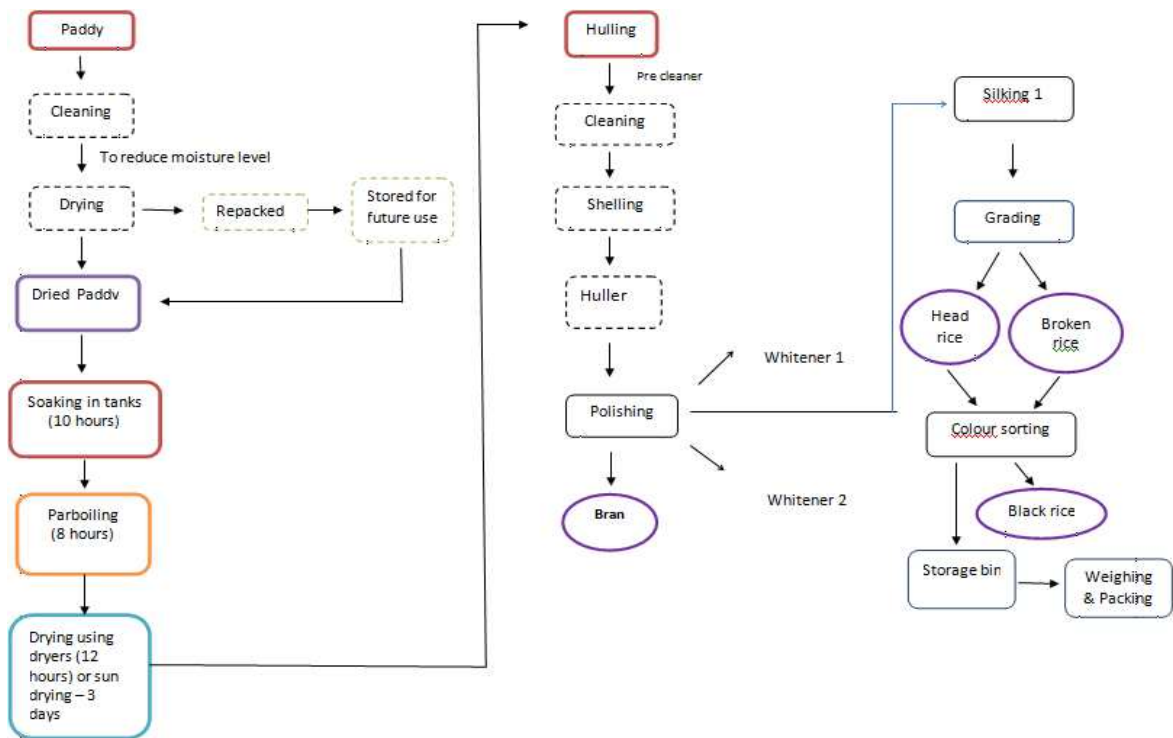 Paddy
Cleaning
To reduce moisture level
Drying
Repacked
Stored for
future use
Dried Paddy
Soaking in tanks
(10 hours)
Parboiling
(8 hours)
Drying using
dryers (12
hours) or sun
drying – 3
days
Hulling
Pre cleaner
Cleaning
Shelling
Huller
Polishing
Whitener 1
Whitener 2
Bran
Silking 1
Grading
Head
rice
Broken
rice
Colour sorting
Black rice
Storage bin
Weighing
& Packing